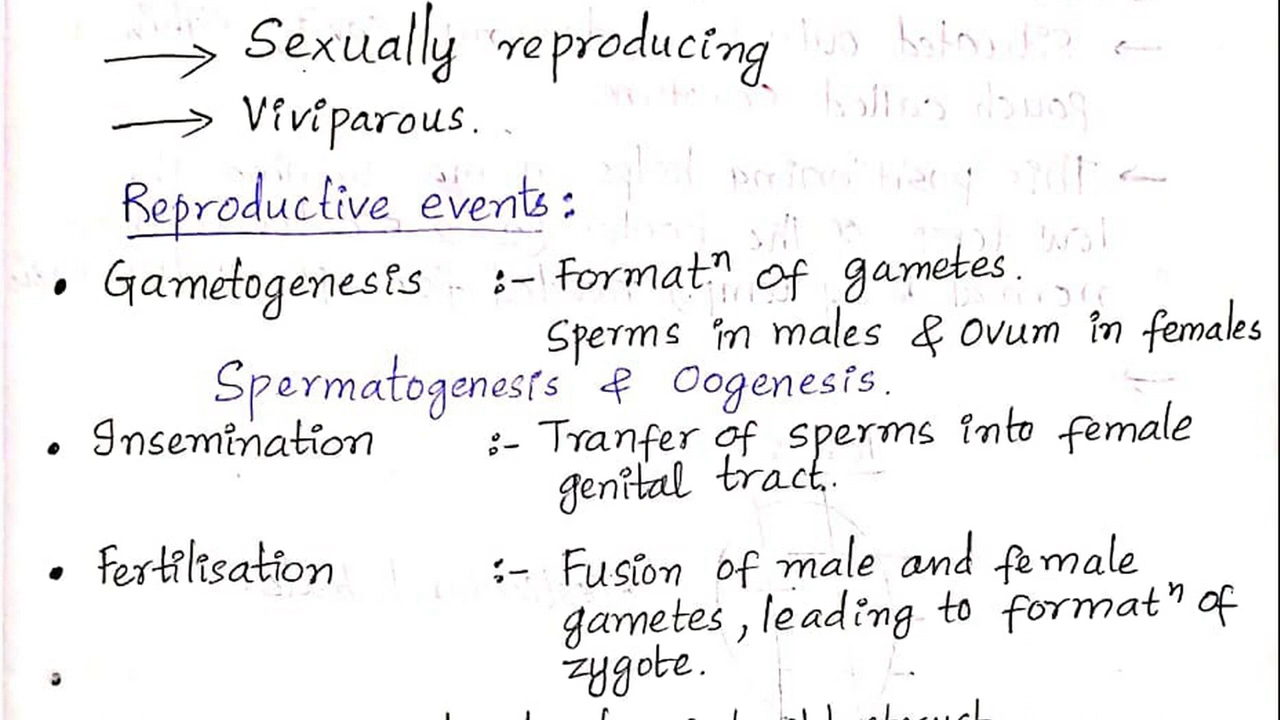 → Sexually reproducing
→ Viviparous.
Reproductive events:
• Gametogenesis :- Formatⁿ of gametes.
Sperms in males & Ovum in females
Spermatogenesis & Oogenesis.
• Insemination :- Tranfer of sperms into female
genital tract.
• Fertilisation :- Fusion of male and female
gametes, leading to formatⁿ of
zygote.
•